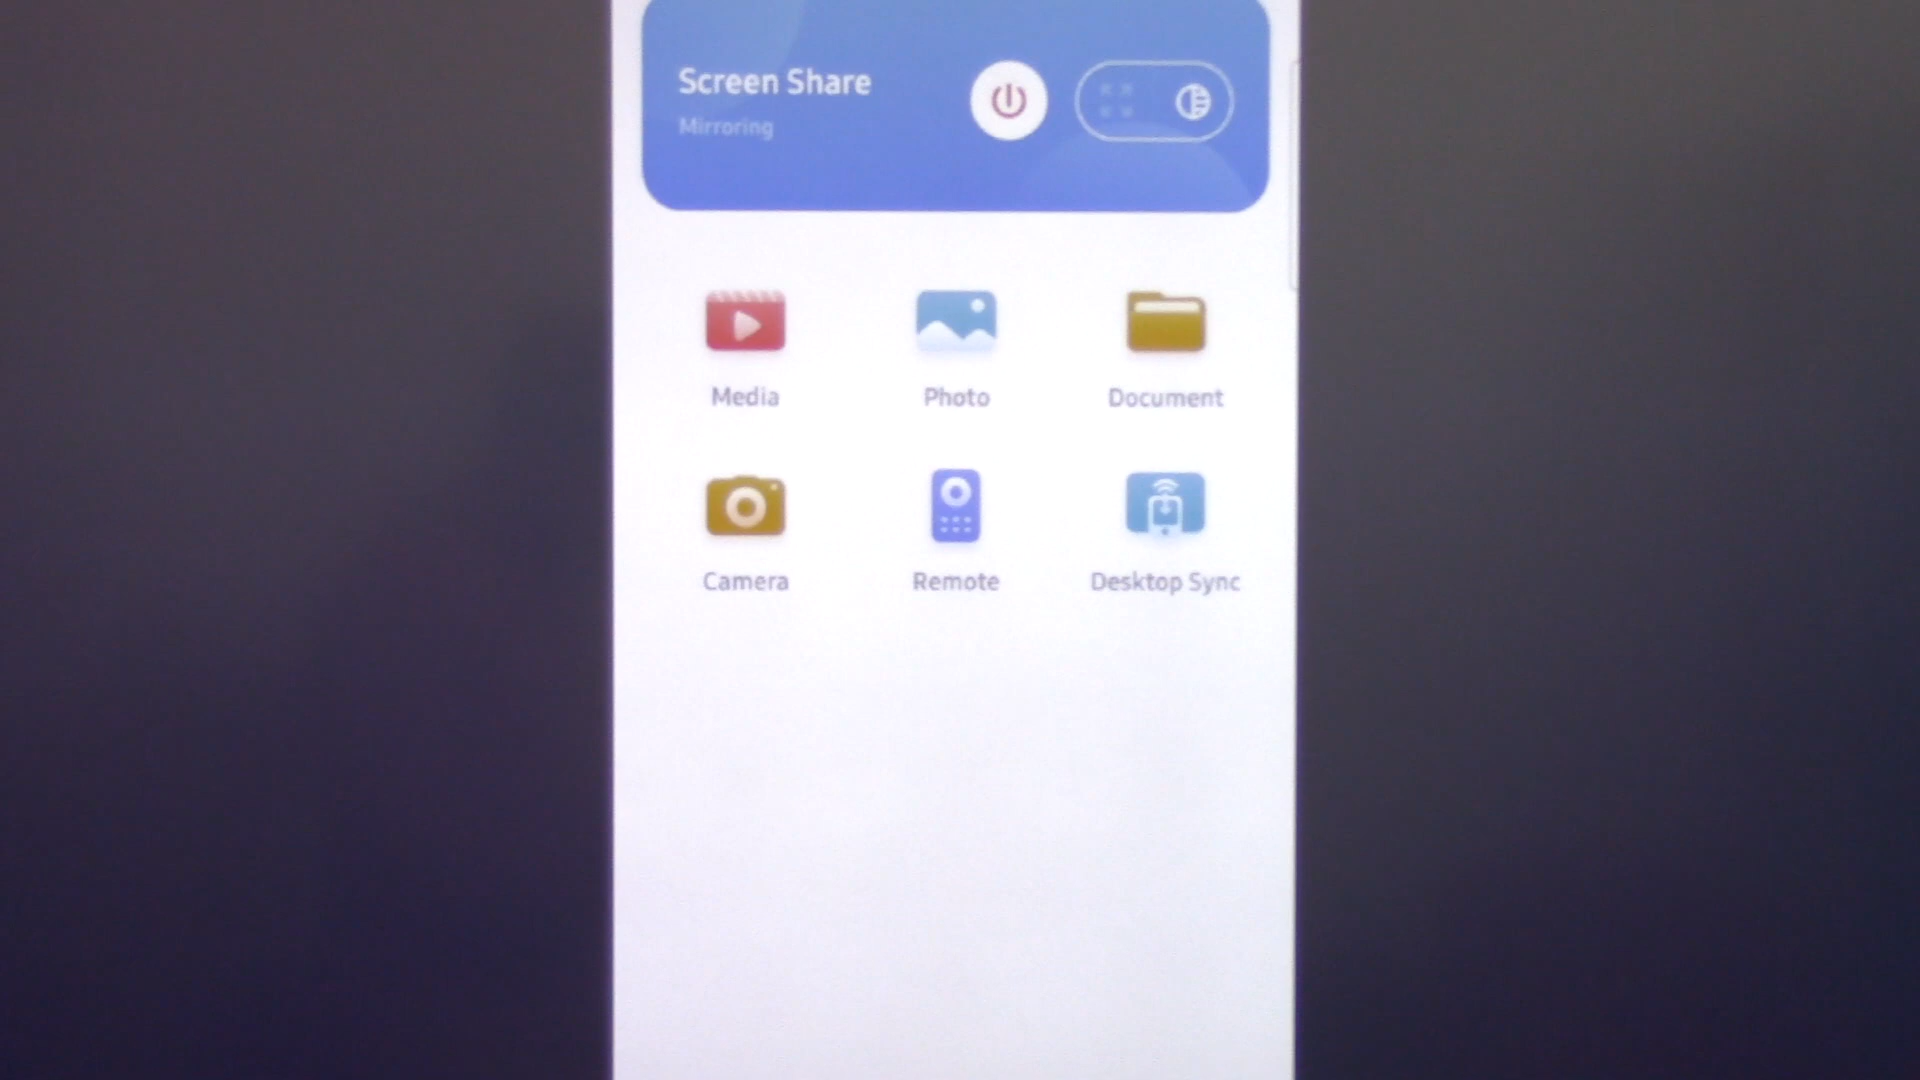 Screen Share
Mirroring
Media
Photo
Document
Camera
Remote
Desktop Sync